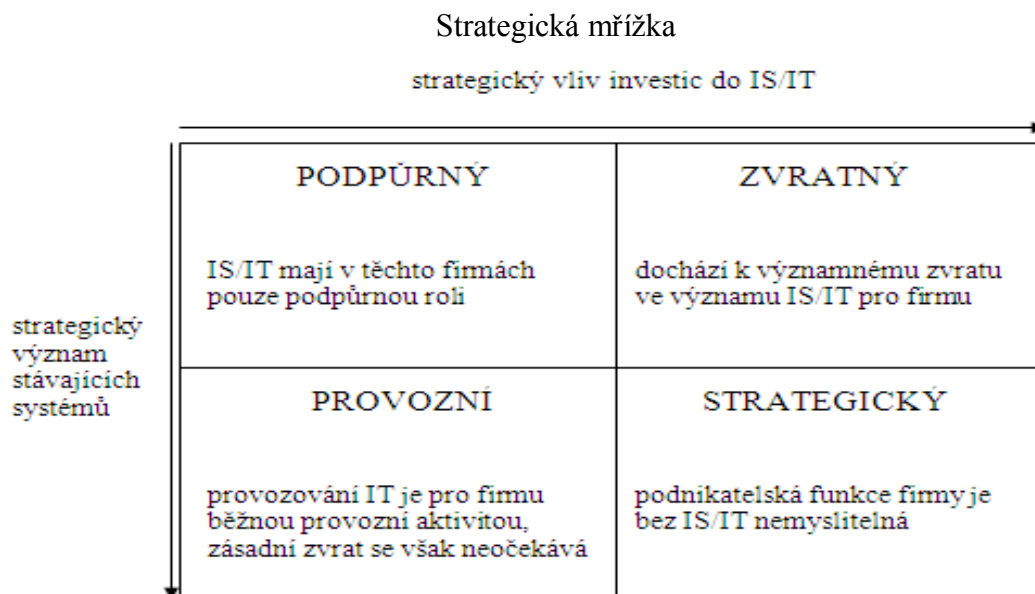 Strategická mřížka
strategický vliv investic do IS/IT
PODPŮRNÝ
ZVRATNÝ
IS/IT mají v těchto firmách
pouze podpůrnou roli
dochází k významnému zvratu
ve významu IS/IT pro firmu
strategický
význam
stávajících
systémů
PROVOZNÍ
STRATEGICKÝ
provozování IT je pro firmu
běžnou provozní aktivitou,
zásadní zvrat se však neočekává
podnikatelská funkce firmy je
bez IS/IT nemyslitelná